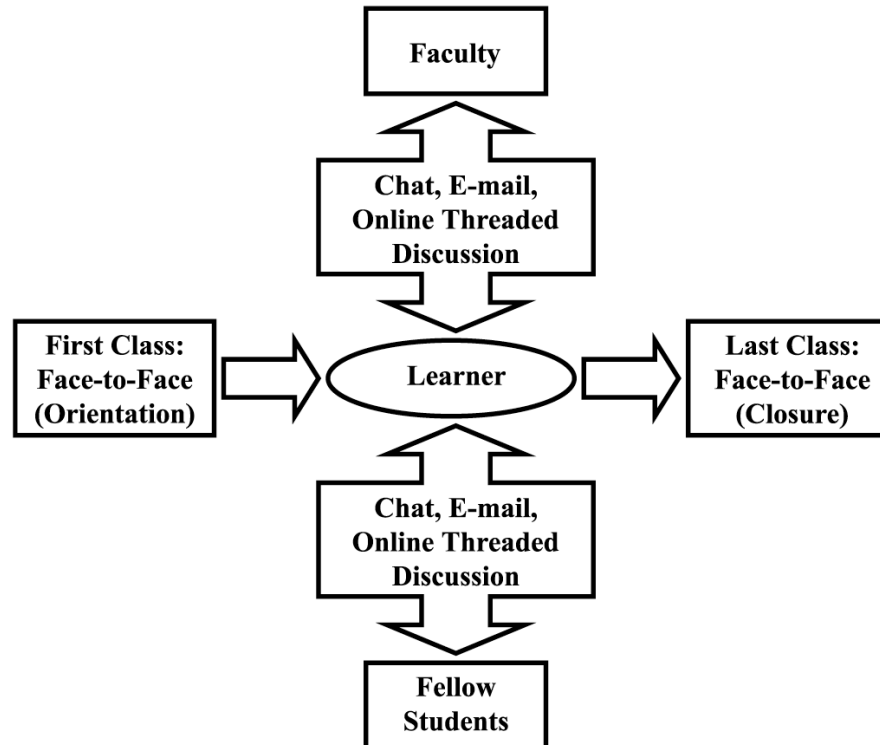 Faculty
Chat, E-mail,
Online Threaded
Discussion
First Class:
Face-to-Face
(Orientation)
Learner
Last Class:
Face-to-Face
(Closure)
Chat, E-mail,
Online Threaded
Discussion
Fellow
Students